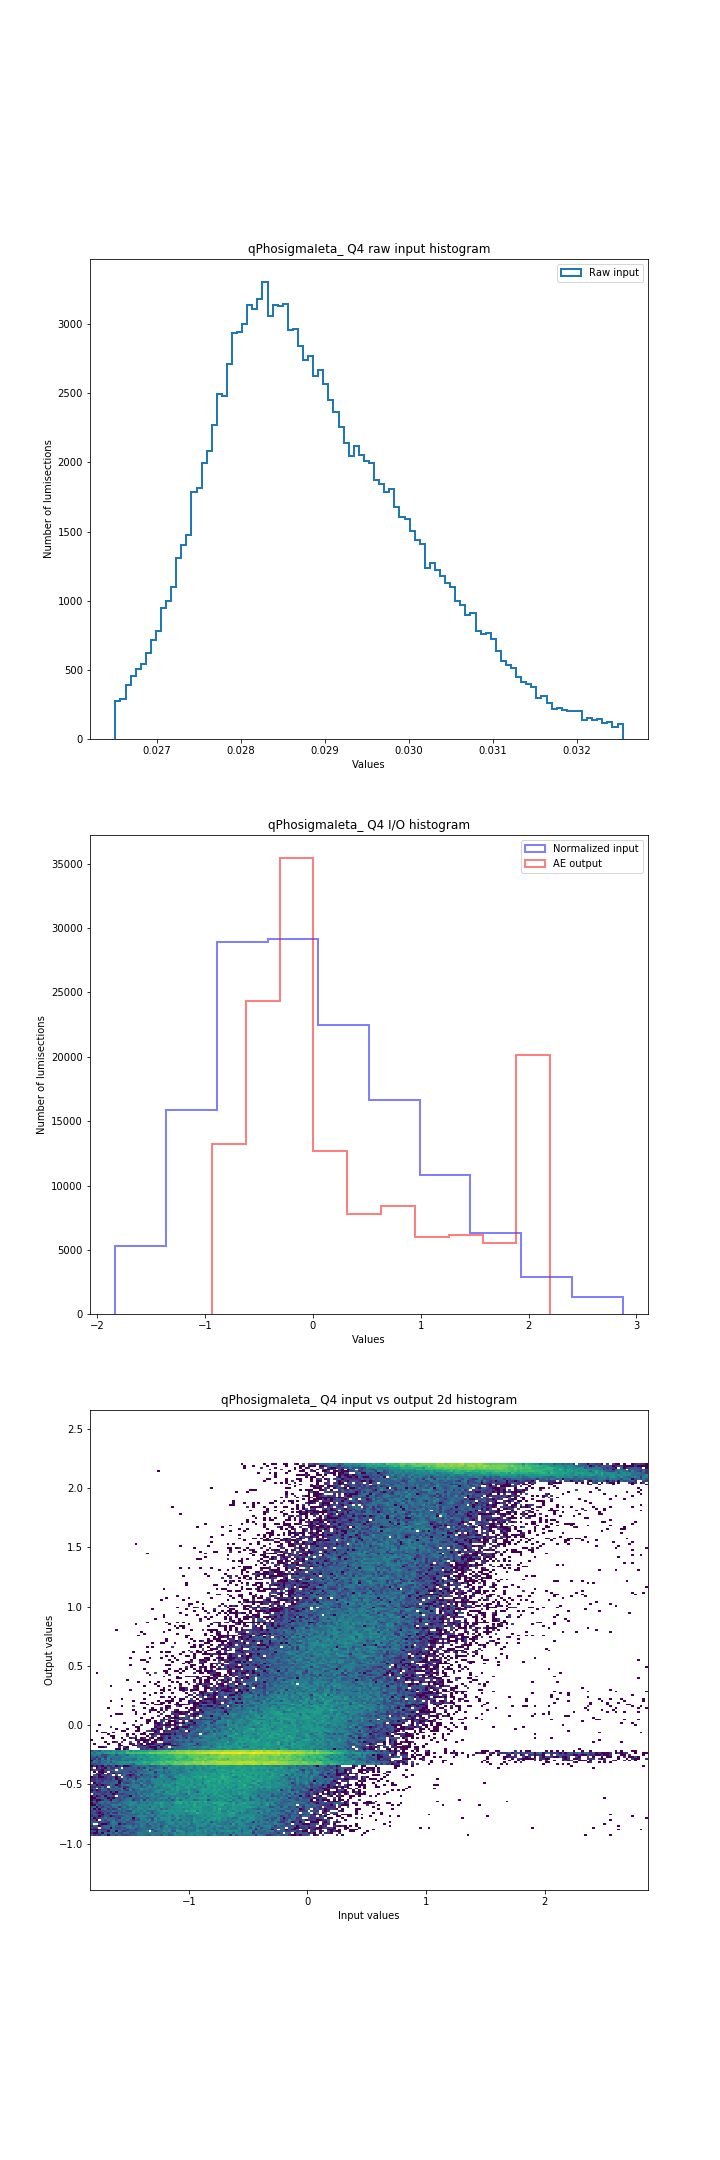 qPhosigmaIeta_ Q4 raw input histogram
Raw input
3000
2500
2000
1500
1000
500
0
Number of lumisections
0.027 0.028 0.029 0.030 0.031 0.032
Values
qPhosigmaIeta_ Q4 I/O histogram
Normalized input
AE output
35000
30000
25000
20000
15000
10000
5000
0
Number of lumisections
−2 −1 0 1 2 3
Values
qPhosigmaIeta_ Q4 input vs output 2d histogram
2.5
2.0
1.5
1.0
0.5
0.0
−0.5
−1.0
Output values
−1 0 1 2
Input values